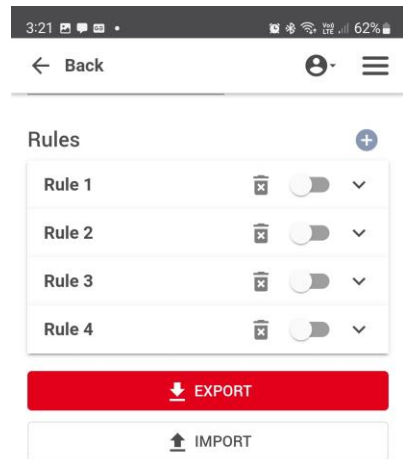 3:21 62%
Back
Rules
Rule 1
Rule 2
Rule 3
Rule 4
EXPORT
IMPORT